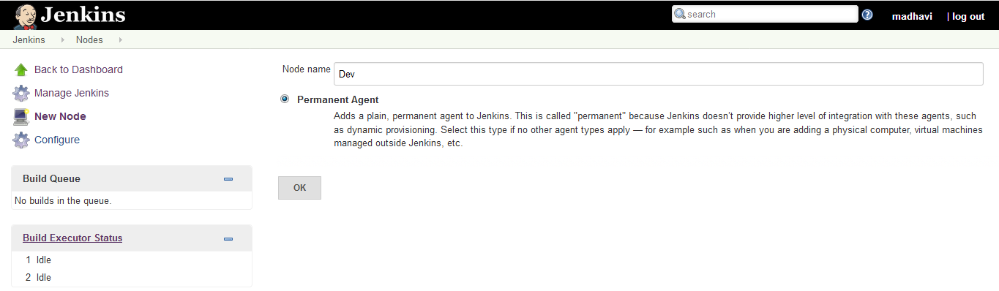 Jenkins
search
?
madhavi | log out
Jenkins Nodes
Back to Dashboard
Manage Jenkins
New Node
Configure
Build Queue
No builds in the queue.
Build Executor Status
1 Idle
2 Idle
Node name Dev
Permanent Agent
Adds a plain, permanent agent to Jenkins. This is called "permanent" because Jenkins doesn't provide higher level of integration with these agents, such
as dynamic provisioning. Select this type if no other agent types apply — for example such as when you are adding a physical computer, virtual machines
managed outside Jenkins, etc.
OK